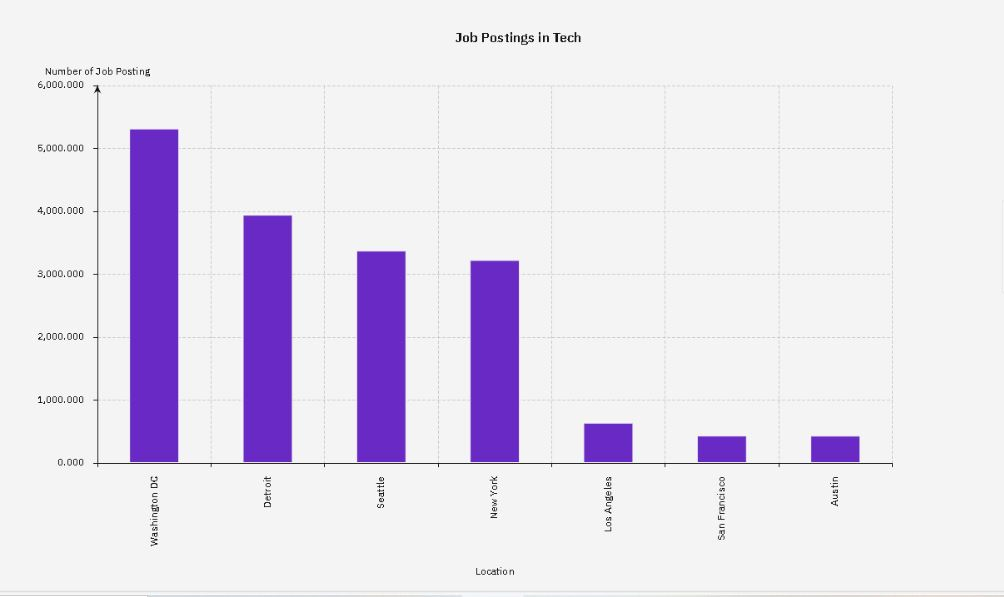 Job Postings in Tech
Number of Job Posting
6,000.000
5,000.000
4,000.000
3,000.000
2,000.000
1,000.000
0.000
Washington DC
Detroit
Seattle
New York
Los Angeles
San Francisco
Austin
Location